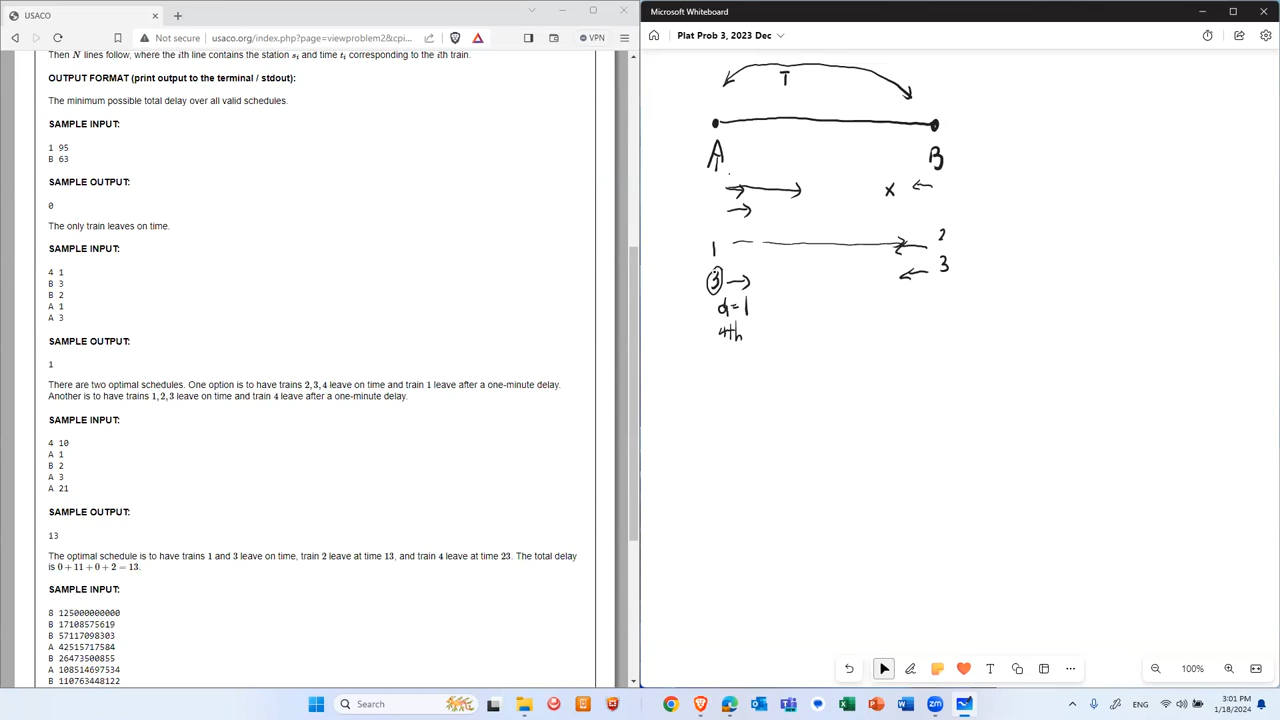 USACO
Not secure
usaco.org/index.php?page=viewproblem2&cpi...
VPN
Then N lines follow, where the ith line contains the station si and time ti corresponding to the ith train.
OUTPUT FORMAT (print output to the terminal / stdout):
The minimum possible total delay over all valid schedules.
SAMPLE INPUT:
1 95
B 63
SAMPLE OUTPUT:
0
The only train leaves on time.
SAMPLE INPUT:
4 1
B 3
B 2
A 1
A 3
SAMPLE OUTPUT:
1
There are two optimal schedules. One option is to have trains 2, 3, 4 leave on time and train 1 leave after a one-minute delay.
Another is to have trains 1, 2, 3 leave on time and train 4 leave after a one-minute delay.
SAMPLE INPUT:
4 10
A 1
B 2
A 3
A 21
SAMPLE OUTPUT:
13
The optimal schedule is to have trains 1 and 3 leave on time, train 2 leave at time 13, and train 4 leave at time 23. The total delay
is 0 + 11 + 0 + 2 = 13.
SAMPLE INPUT:
8 125000000000
B 17108575619
B 57117098303
A 42515717584
B 26473500855
A 108514697534
B 110763448122
Microsoft Whiteboard
Plat Prob 3, 2023 Dec
T
A B
x
1 2
3 3
d=1
4th
100%
Search
ENG
3:01 PM
1/18/2024